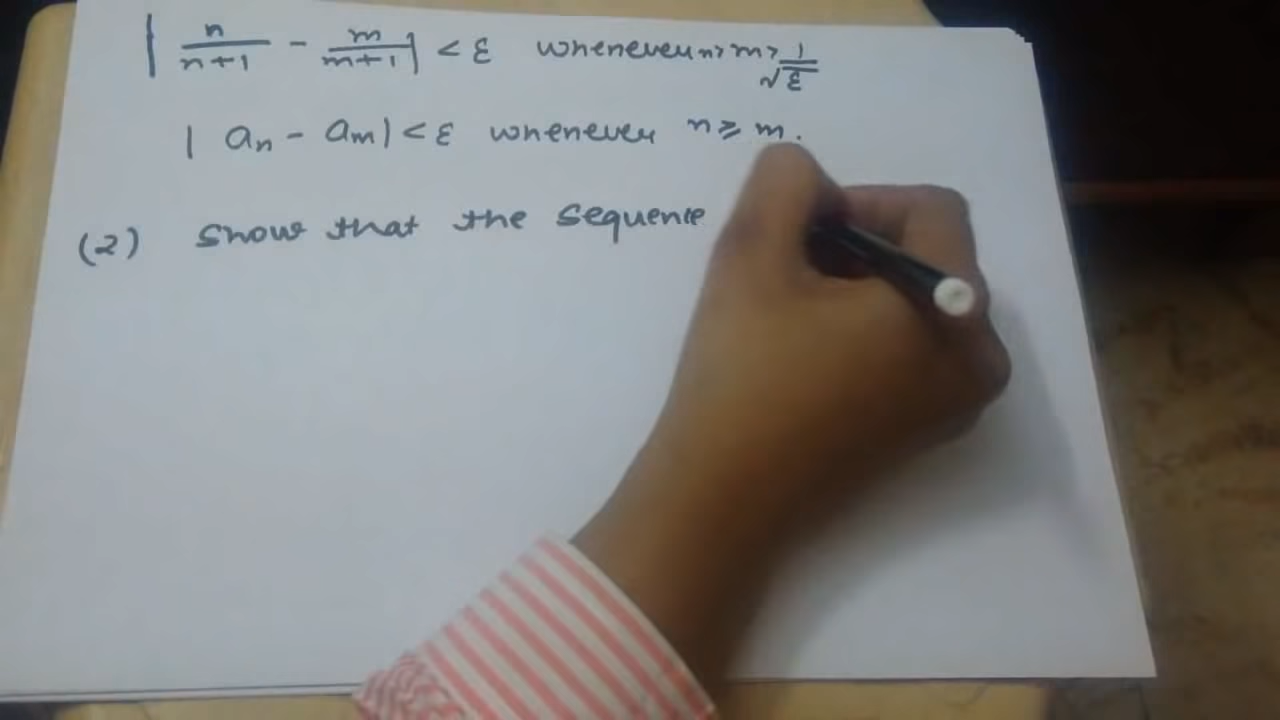 | n/n+1 - m/m+1 | < ε whenever n > m > 1/√ε
| aₙ - aₘ | < ε whenever n ≥ m.
(2) Show that the sequence